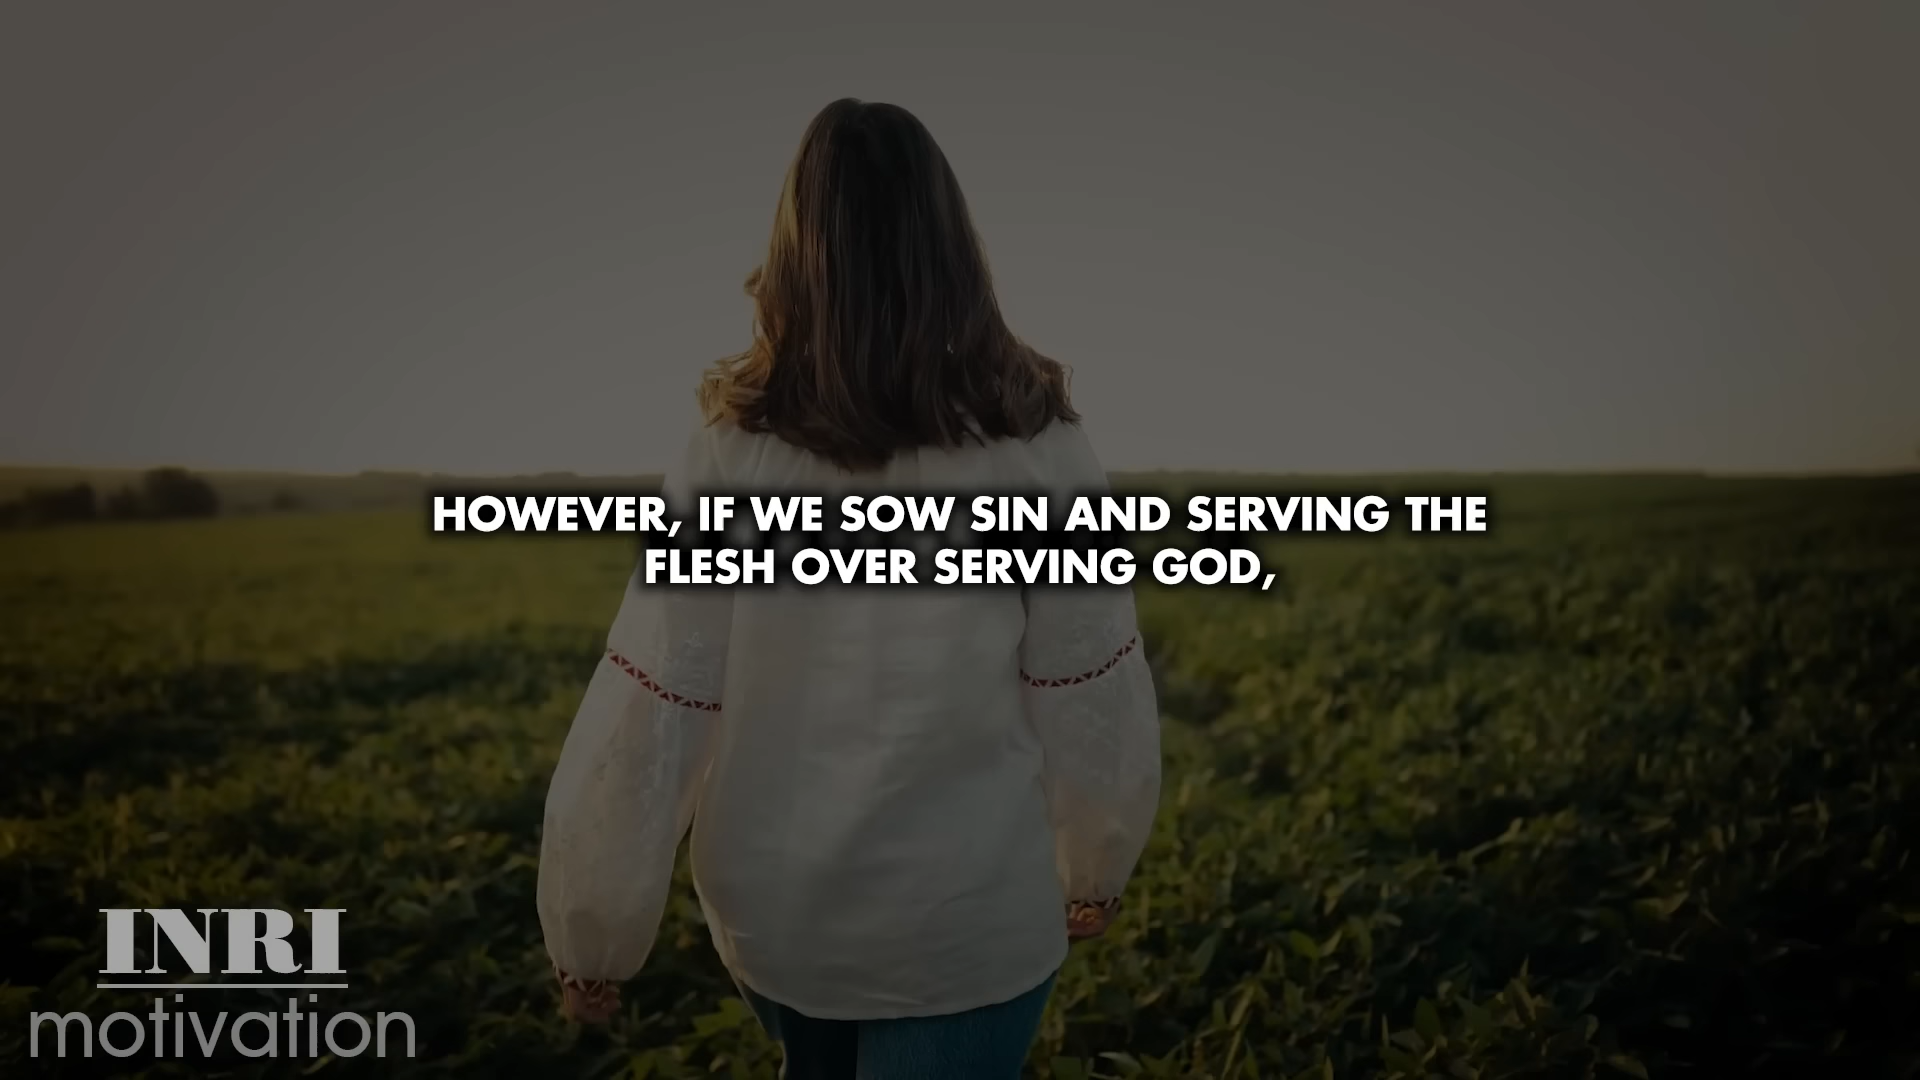 HOWEVER, IF WE SOW SIN AND SERVING THE
FLESH OVER SERVING GOD,
INRI
motivation